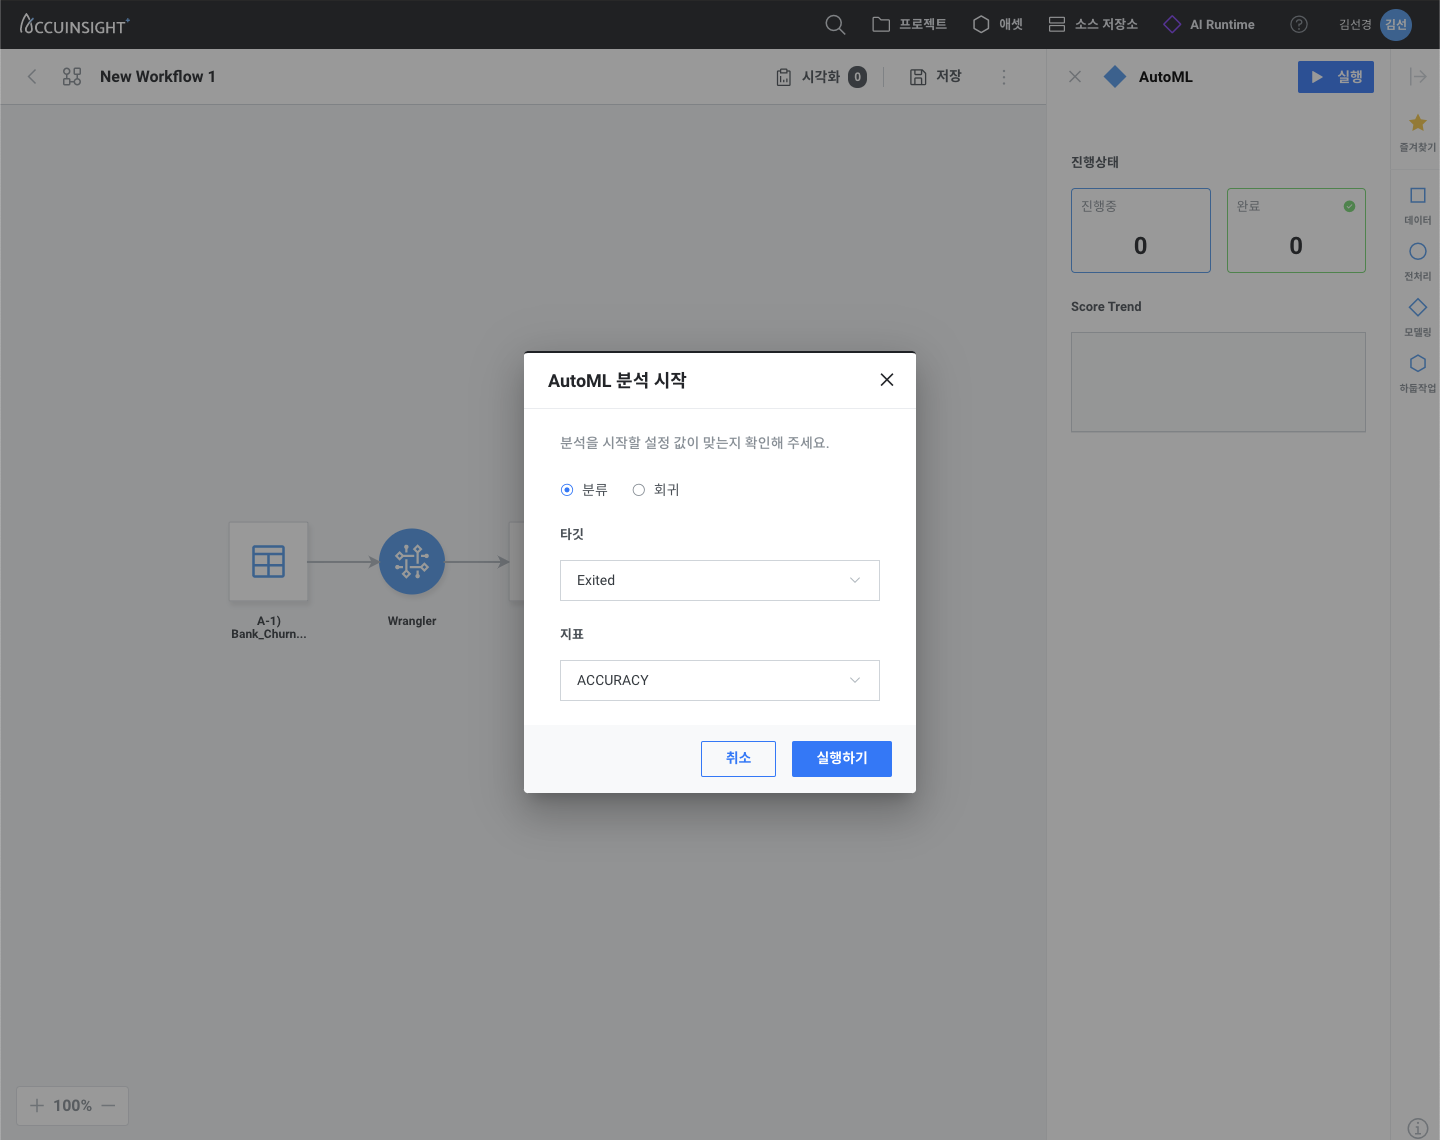 ACCUINSIGHT+
프로젝트
애셋
소스 저장소
AI Runtime
김선경
김선
New Workflow 1
시각화 0
저장
AutoML
실행
즐겨찾기
데이터
전처리
모델링
하둡작업
진행상태
진행중
0
완료
0
Score Trend
A-1)
Bank_Churn...
Wrangler
AutoML 분석 시작
분석을 시작할 설정 값이 맞는지 확인해 주세요.
분류
회귀
타깃
Exited
지표
ACCURACY
취소
실행하기
100%